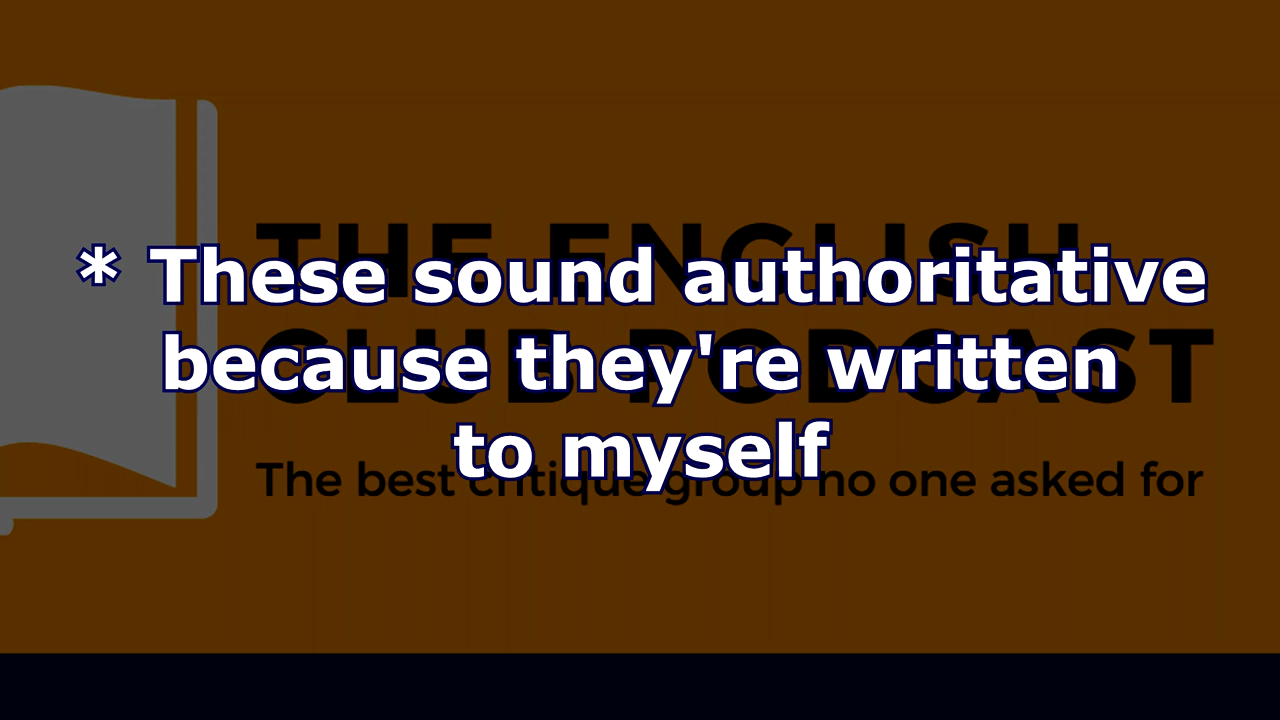 THE ENGLISH
CLUB PODCAST
The best critique group no one asked for
* These sound authoritative
because they're written
to myself